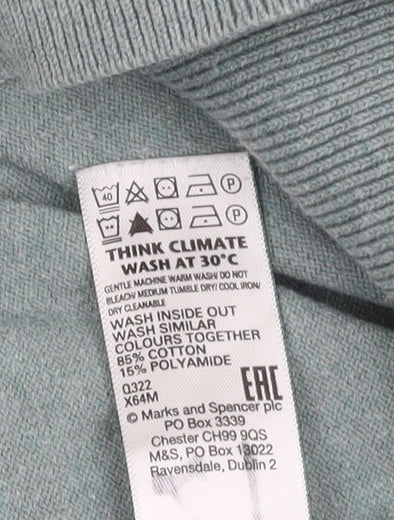 40 P
P
THINK CLIMATE
WASH AT 30°C
GENTLE MACHINE WARM WASH/ DO NOT
BLEACH/ MEDIUM TUMBLE DRY/ COOL IRON/
DRY CLEANABLE
WASH INSIDE OUT
WASH SIMILAR
COLOURS TOGETHER
85% COTTON
15% POLYAMIDE
Q322
X64M
EAC
© Marks and Spencer plc
PO Box 3339
Chester CH99 9QS
M&S, PO Box 13022
Ravensdale, Dublin 2